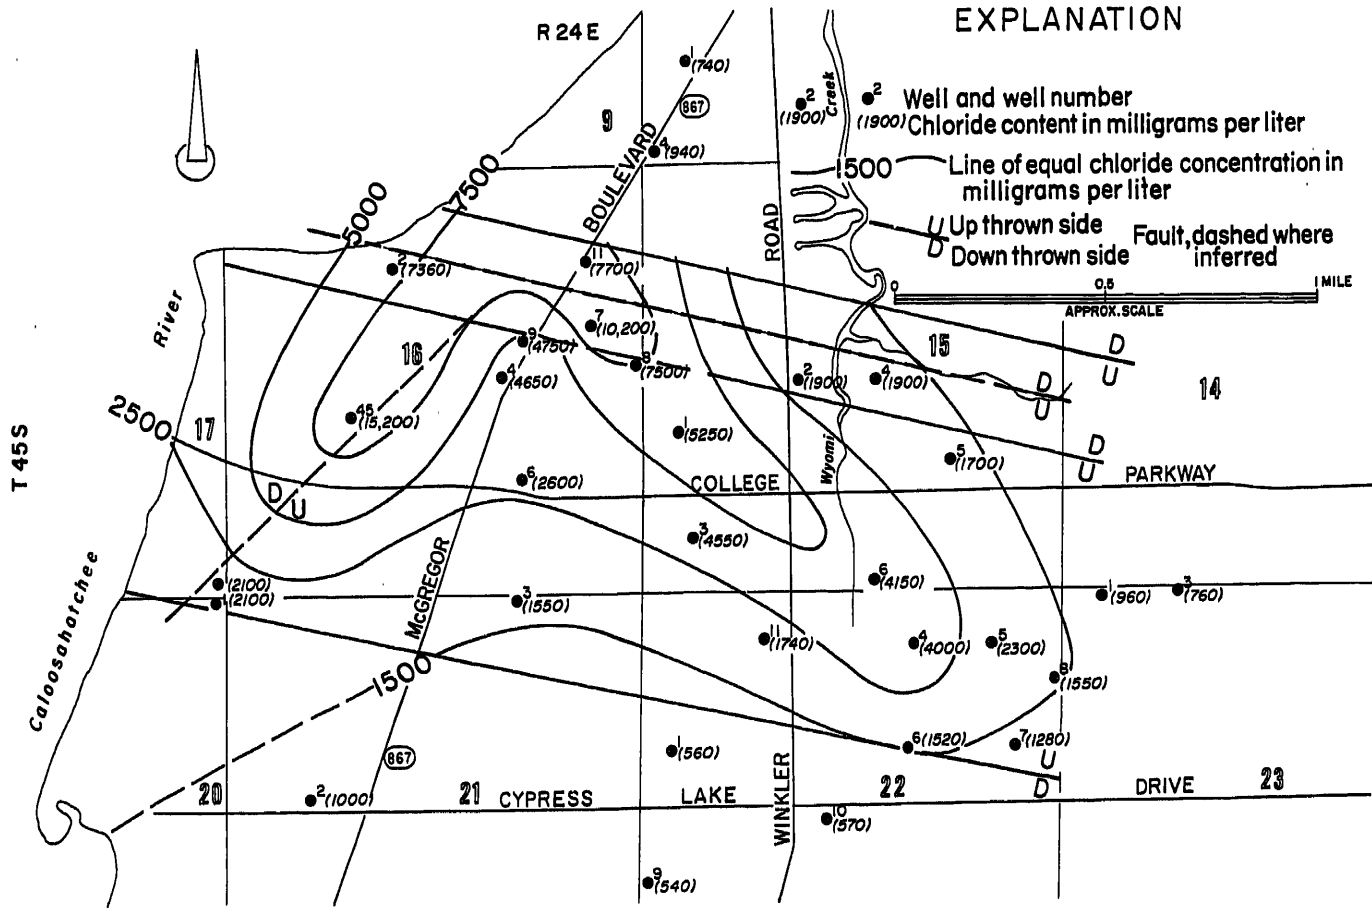 EXPLANATION
R 24 E
1
(740)
867
9
4
(940)
BOULEVARD
ROAD
Creek
2
(1900)
2
(1900)
Well and well number
Chloride content in milligrams per liter
1500
Line of equal chloride concentration in
milligrams per liter
U Up thrown side
D Down thrown side
Fault, dashed where
inferred
0
0.5
1 MILE
APPROX. SCALE
7500
5000
2
(7360)
11
(7700)
7
(10,200)
River
16
9
(4750)
8
(7500)
4
(4650)
2
(1900)
4
(1900)
15
D
U
D
U
D
U
14
45
(15,200)
2500
17
T 45 S
1
(5250)
5
(1700)
Wyomi
6
(2600)
COLLEGE
PARKWAY
D
U
3
(4550)
6
(4150)
(2100)
1
(2100)
McGREGOR
3
(1550)
1
(960)
3
(760)
11
(1740)
4
(4000)
5
(2300)
8
(1550)
Caloosahatchee
1500
867
1
(560)
6
(1520)
7
(1280)
U
D
20
2
(1000)
21
CYPRESS
LAKE
WINKLER
22
DRIVE
23
10
(570)
9
(540)